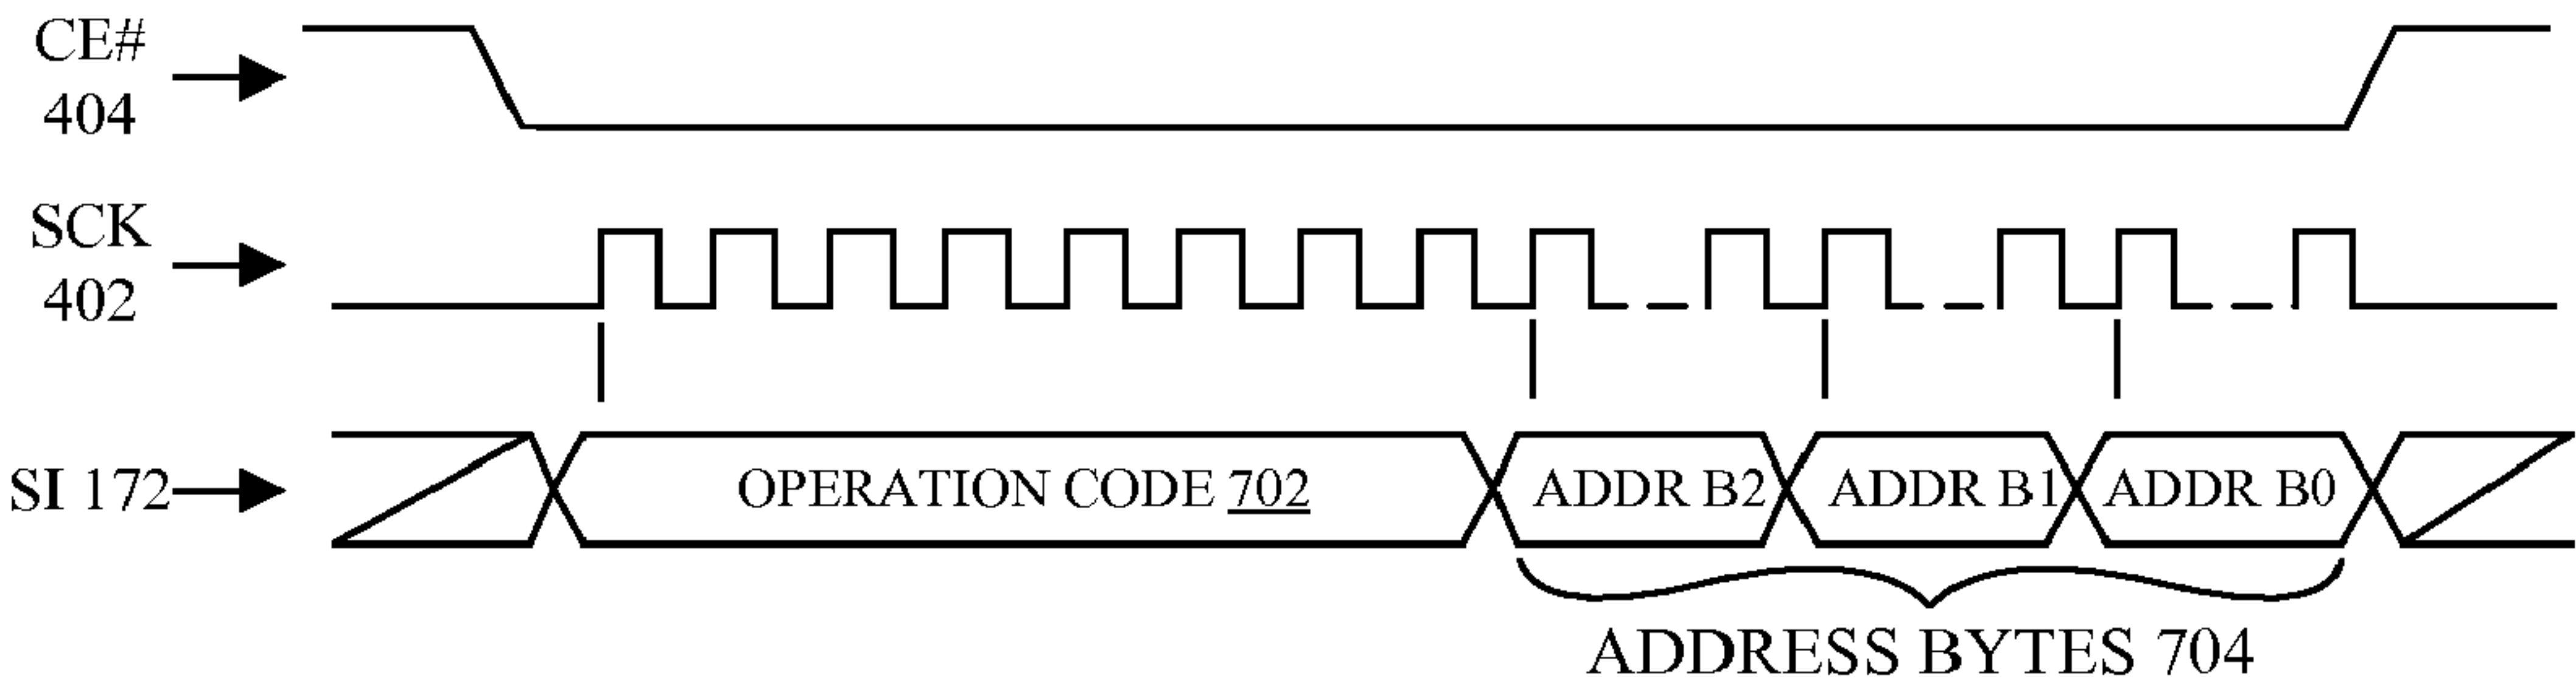 CE#
404
SCK
402
SI 172
OPERATION CODE 702
ADDR B2
ADDR B1
ADDR B0
ADDRESS BYTES 704